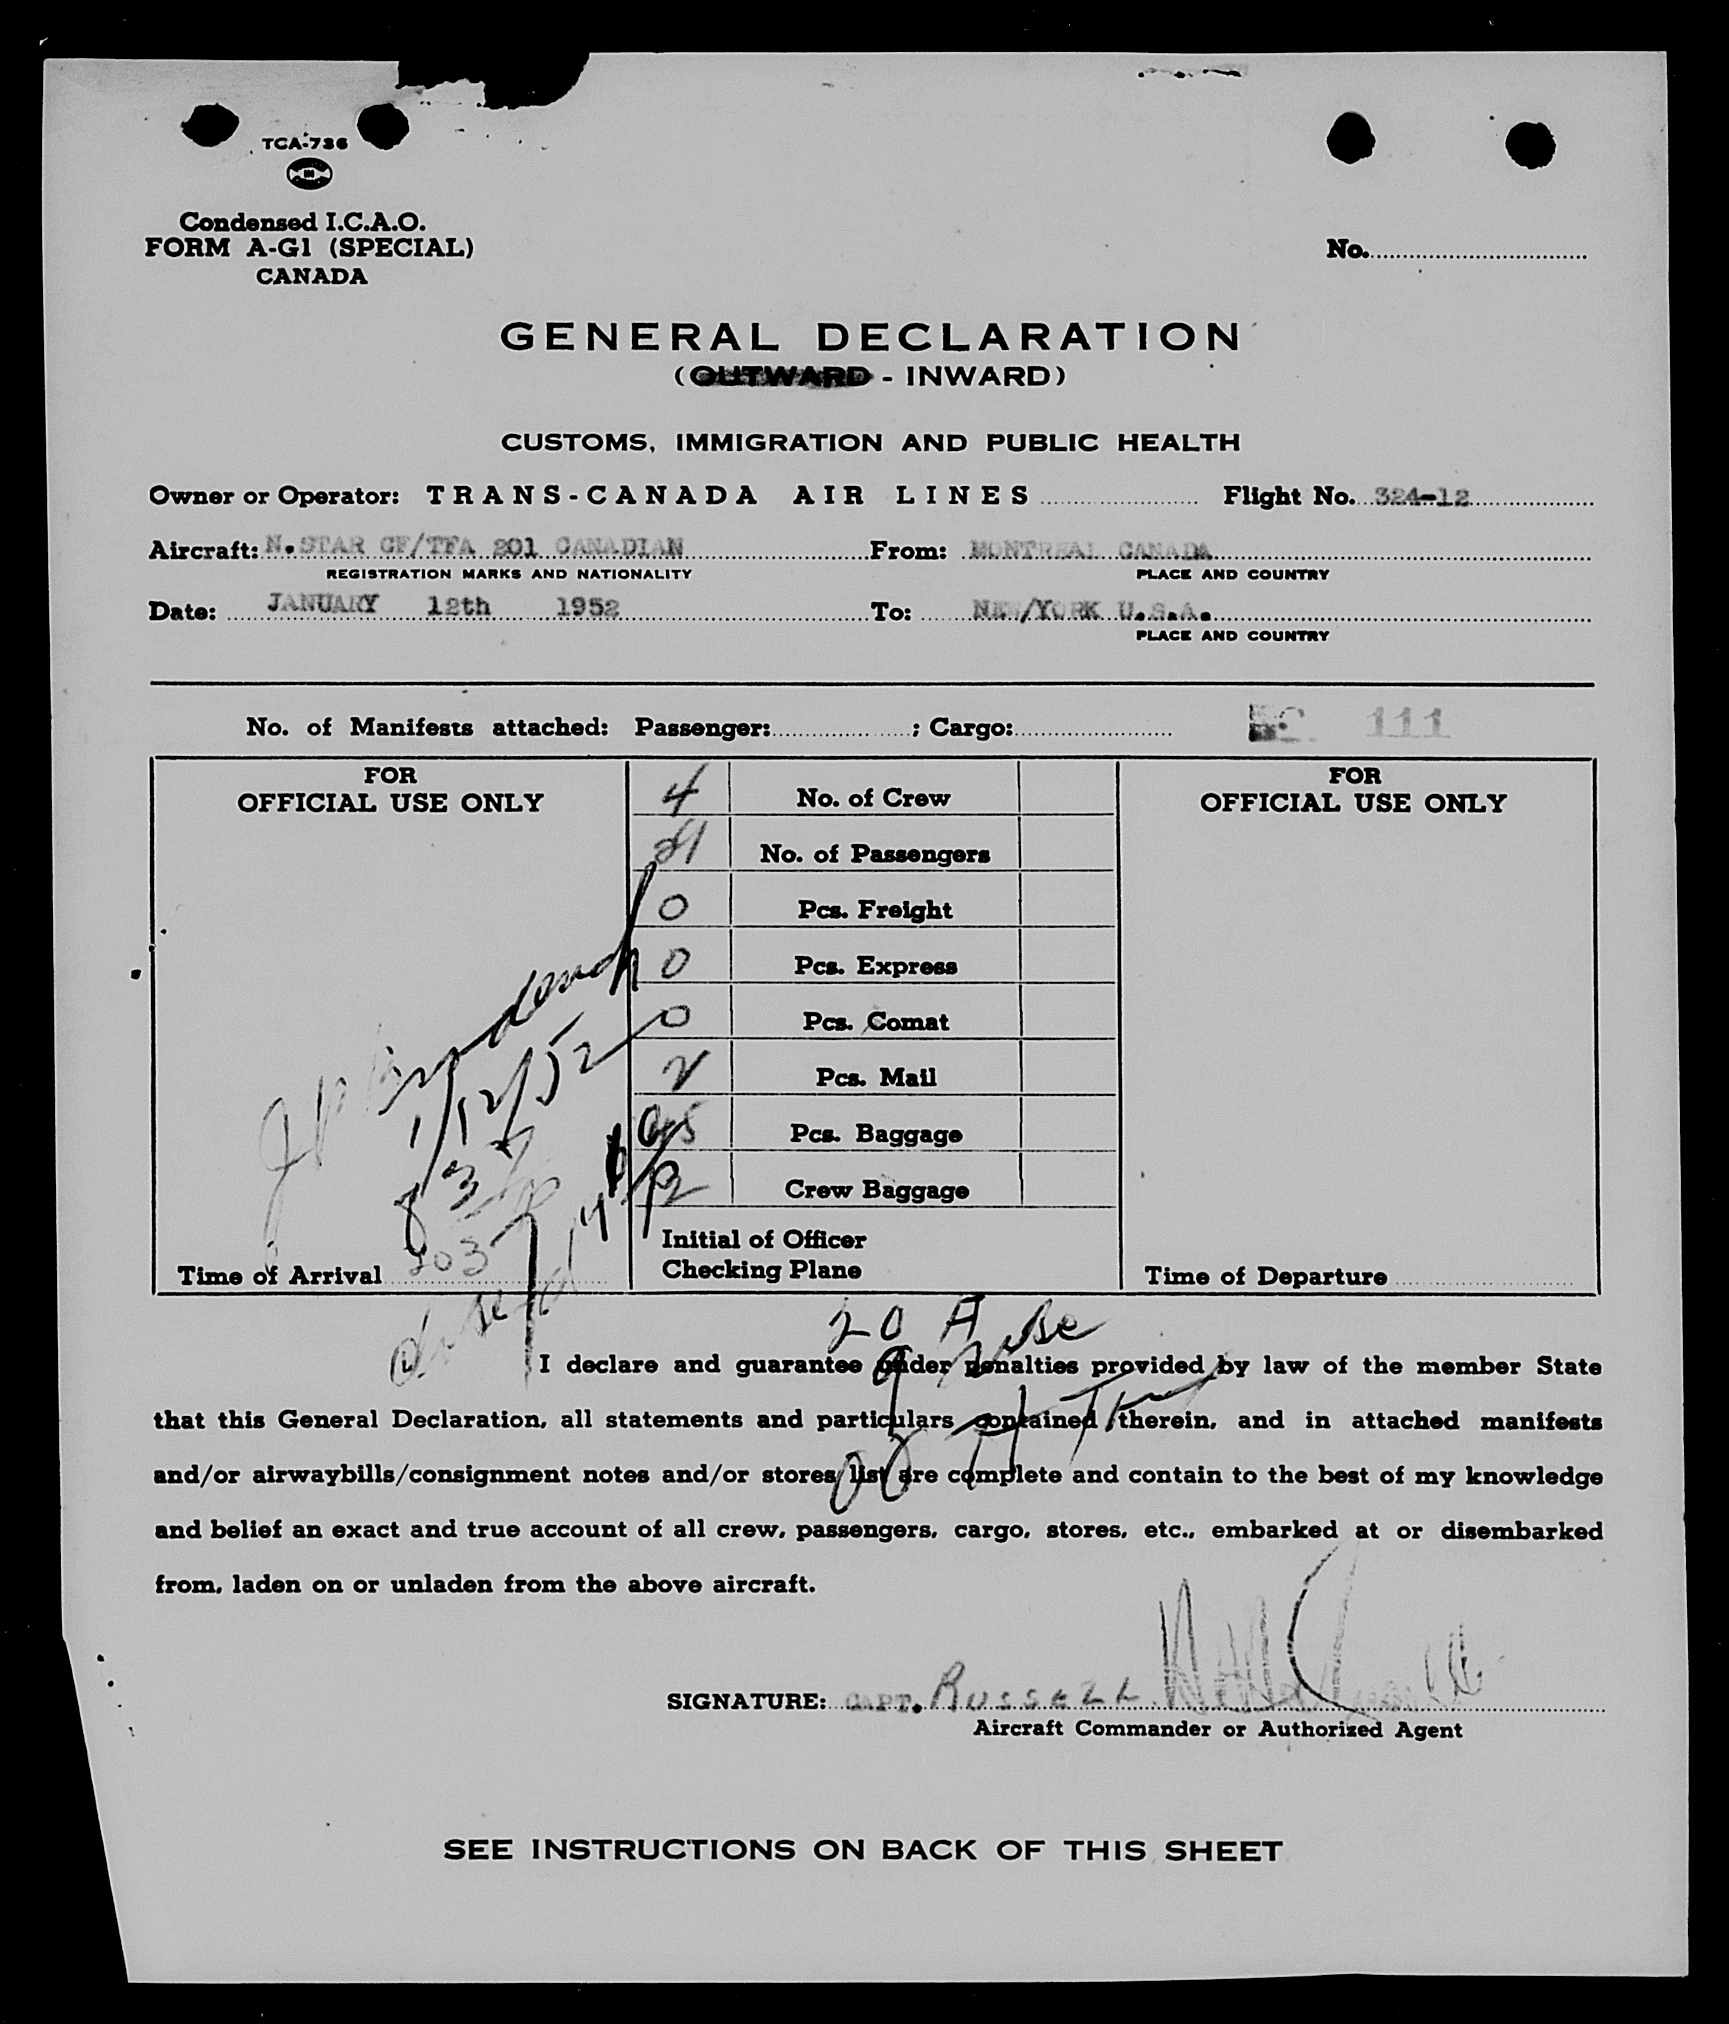 TCA-736
Condensed I.C.A.O.
FORM A-G1 (SPECIAL)
CANADA
No.
GENERAL DECLARATION
(OUTWARD - INWARD)
CUSTOMS, IMMIGRATION AND PUBLIC HEALTH
Owner or Operator: TRANS-CANADA AIR LINES Flight No. 324-12
Aircraft: N.STAR CF/TFA 201 CANADIAN From: MONTREAL CANADA
REGISTRATION MARKS AND NATIONALITY PLACE AND COUNTRY
Date: JANUARY 12th 1952 To: NEW/YORK U.S.A.
PLACE AND COUNTRY
No. of Manifests attached: Passenger: ; Cargo: 111
FOR
OFFICIAL USE ONLY
4 No. of Crew
No. of Passengers
0 Pcs. Freight
0 Pcs. Express
0 Pcs. Comat
2 Pcs. Mail
Pcs. Baggage
Crew Baggage
Initial of Officer
Checking Plane
1/12/52
Time of Arrival
FOR
OFFICIAL USE ONLY
Time of Departure
20 A
I declare and guarantee under penalties provided by law of the member State
that this General Declaration, all statements and particulars contained therein, and in attached manifests
and/or airwaybills/consignment notes and/or stores list are complete and contain to the best of my knowledge
and belief an exact and true account of all crew, passengers, cargo, stores, etc., embarked at or disembarked
from, laden on or unladen from the above aircraft.
SIGNATURE: CAPT. RUSSELL
Aircraft Commander or Authorized Agent
SEE INSTRUCTIONS ON BACK OF THIS SHEET